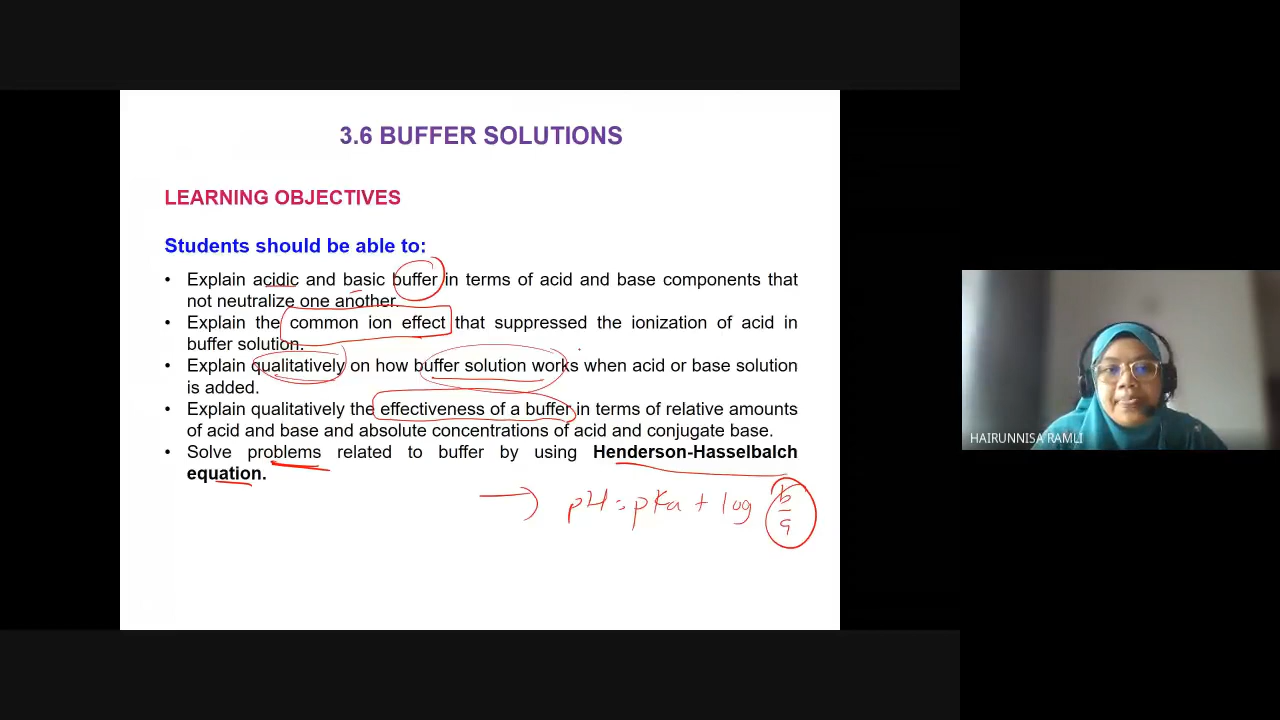 3.6 BUFFER SOLUTIONS
LEARNING OBJECTIVES
Students should be able to:
• Explain acidic and basic buffer in terms of acid and base components that
not neutralize one another.
• Explain the common ion effect that suppressed the ionization of acid in
buffer solution.
• Explain qualitatively on how buffer solution works when acid or base solution
is added.
• Explain qualitatively the effectiveness of a buffer in terms of relative amounts
of acid and base and absolute concentrations of acid and conjugate base.
• Solve problems related to buffer by using Henderson-Hasselbalch
equation.
pH = pKa + log b/a
HAIRUNNISA RAMLI